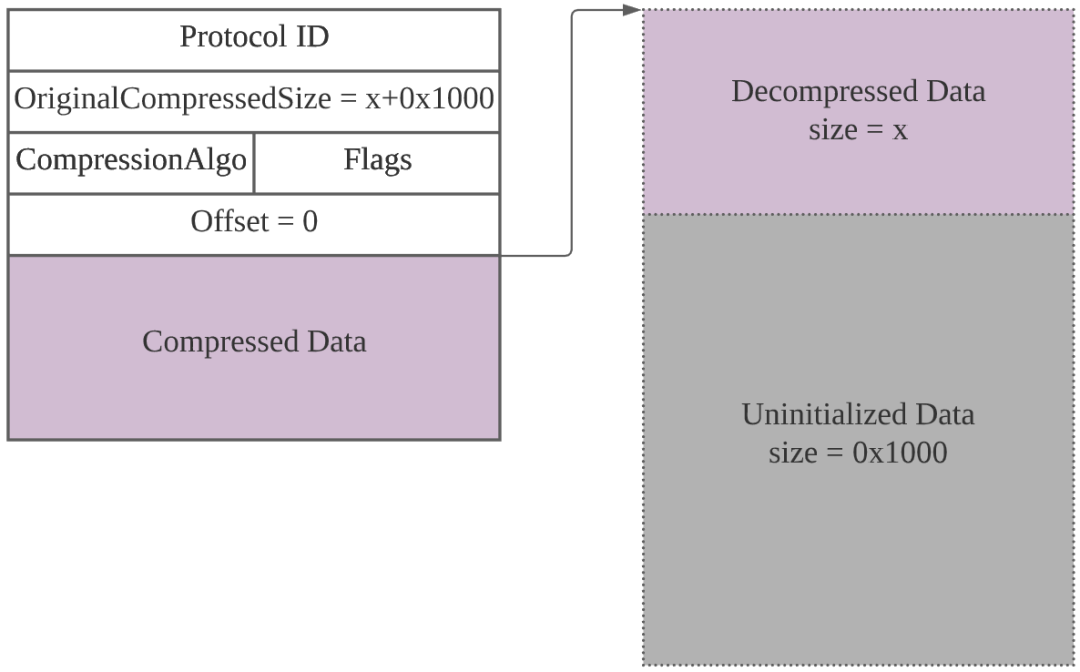 Protocol ID
OriginalCompressedSize = x+0x1000
CompressionAlgo
Flags
Offset = 0
Compressed Data
Decompressed Data
size = x
Uninitialized Data
size = 0x1000